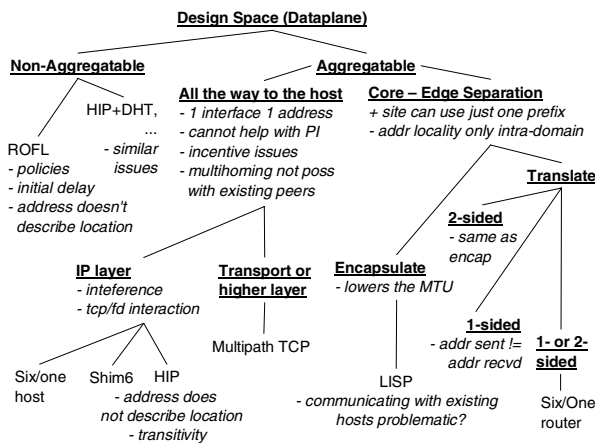 Design Space (Dataplane)
Non-Aggregatable
Aggregatable
HIP+DHT,
...
- similar
issues
ROFL
- policies
- initial delay
- address doesn't
describe location
All the way to the host
- 1 interface 1 address
- cannot help with PI
- incentive issues
- multihoming not poss
with existing peers
Core – Edge Separation
+ site can use just one prefix
- addr locality only intra-domain
Translate
2-sided
- same as
encap
IP layer
- inteference
- tcp/fd interaction
Transport or
higher layer
Encapsulate
- lowers the MTU
1-sided
- addr sent !=
addr recvd
1- or 2-
sided
Multipath TCP
Six/one
host
Shim6
HIP
- address does
not describe location
- transitivity
LISP
- communicating with existing
hosts problematic?
Six/One
router